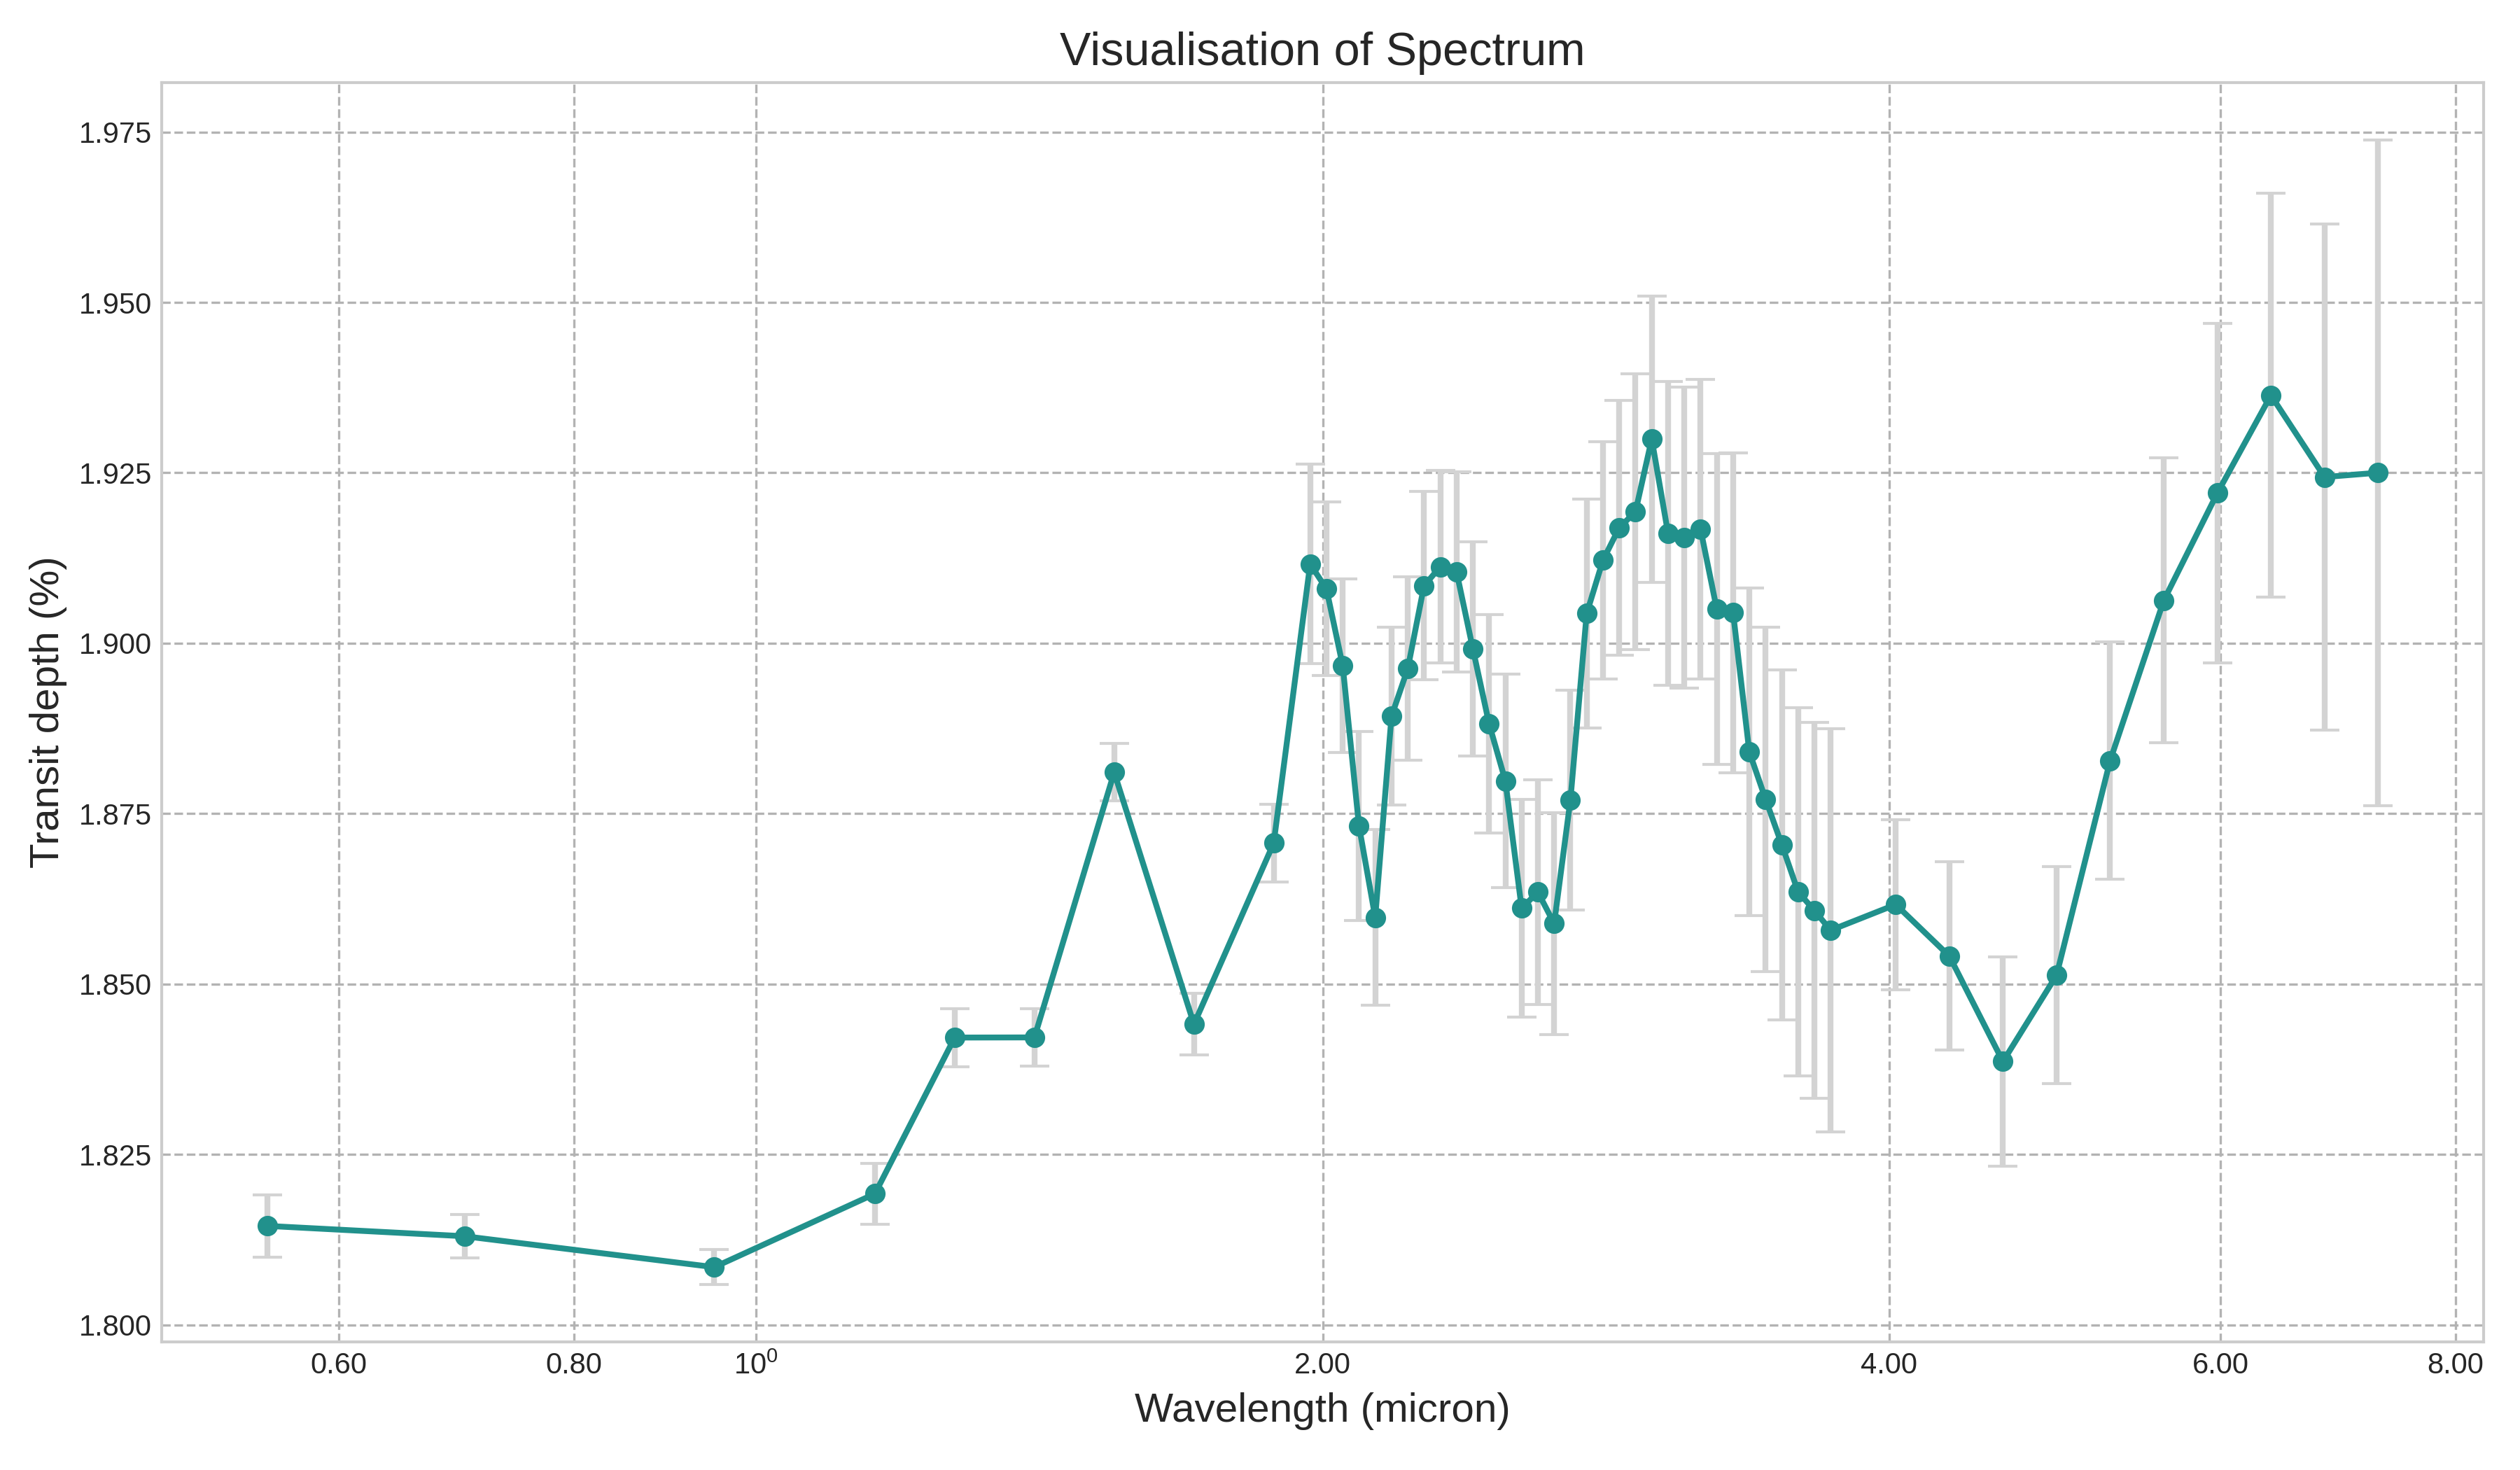 Visualisation of Spectrum
Transit depth (%)
1.975
1.950
1.925
1.900
1.875
1.850
1.825
1.800
0.60 0.80 10⁰ 2.00 4.00 6.00 8.00
Wavelength (micron)